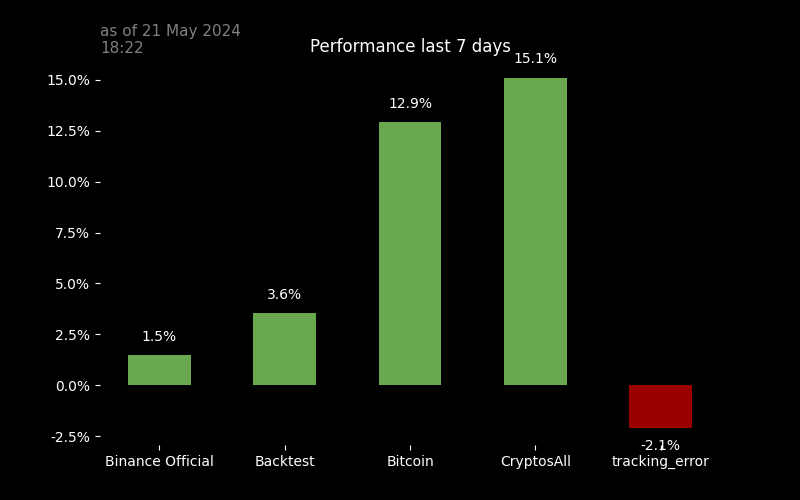 as of 21 May 2024
18:22
Performance last 7 days
15.1%
15.0%
12.9%
12.5%
10.0%
7.5%
5.0%
3.6%
2.5%
1.5%
0.0%
-2.5%
-2.1%
Binance Official
Backtest
Bitcoin
CryptosAll
tracking_error